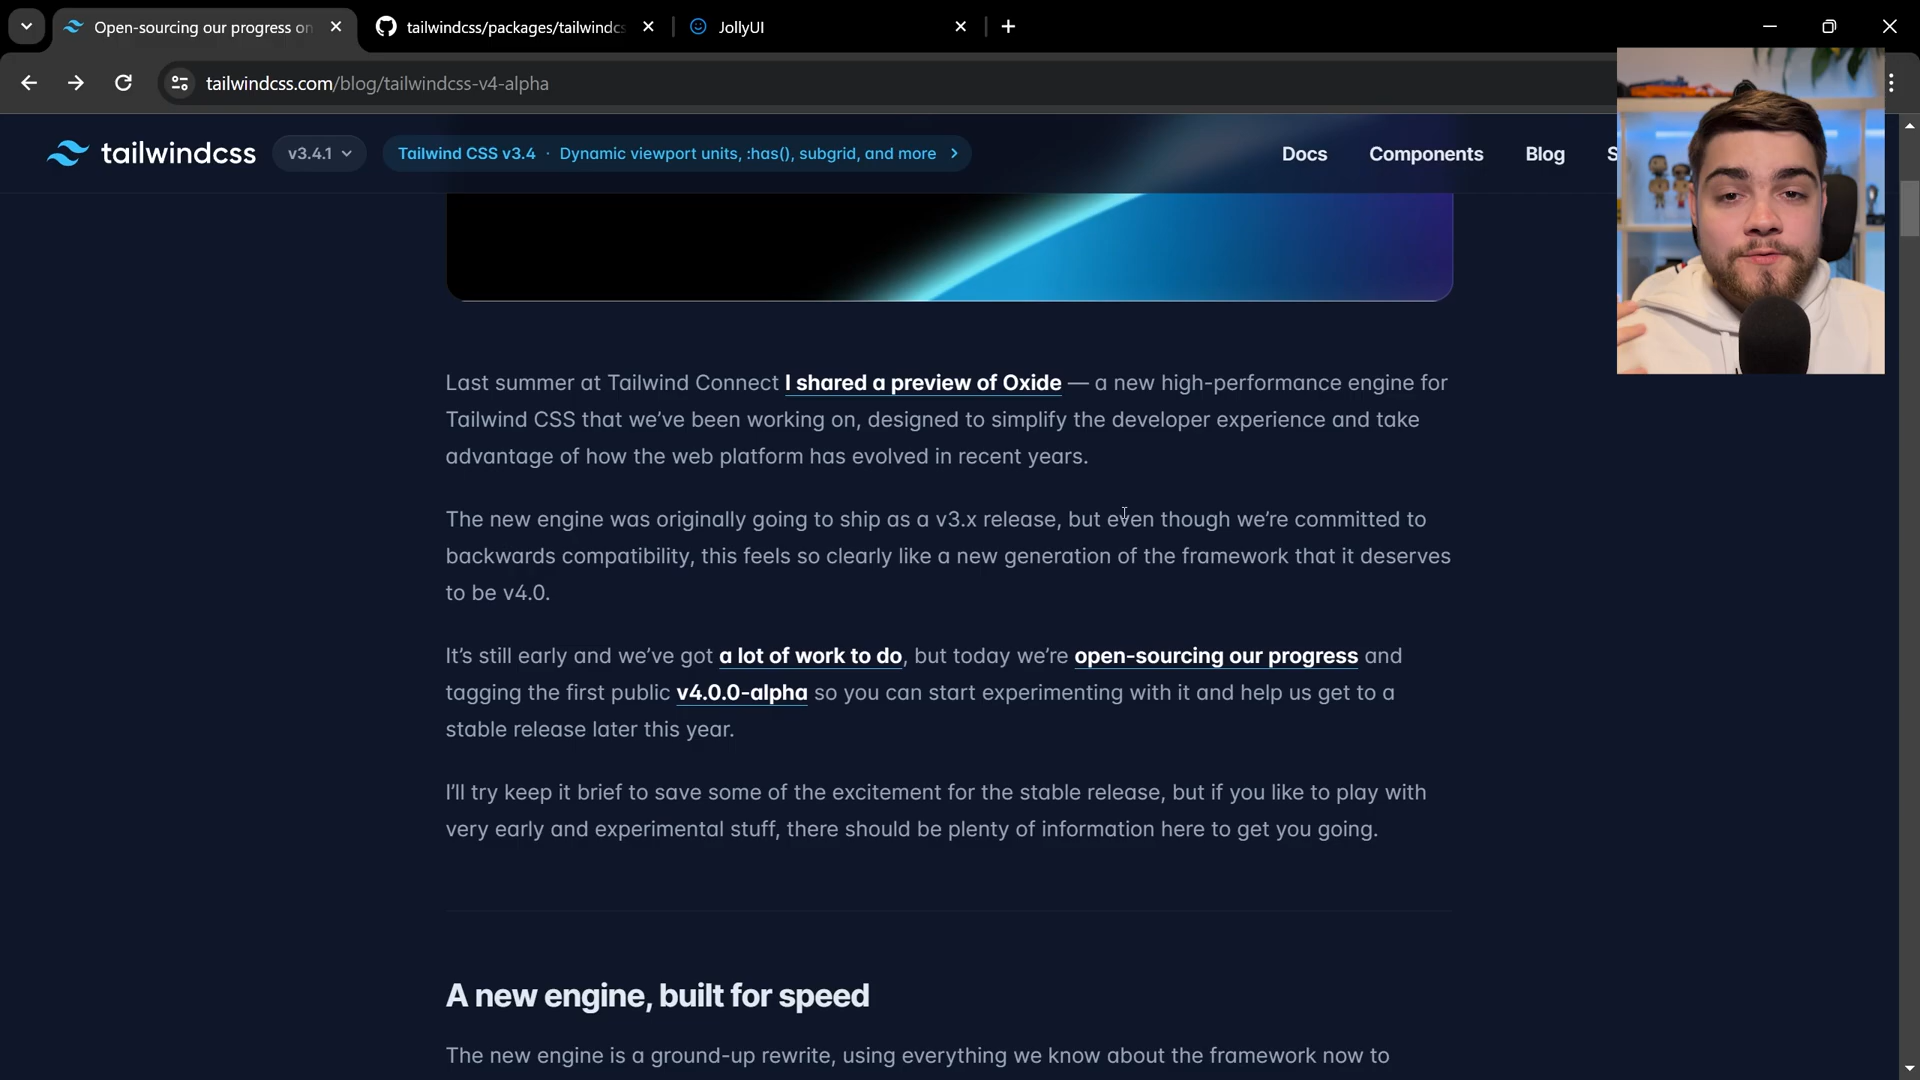 Open-sourcing our progress on
tailwindcss/packages/tailwindcs
JollyUI
tailwindcss.com/blog/tailwindcss-v4-alpha
tailwindcss
v3.4.1
Tailwind CSS v3.4 · Dynamic viewport units, :has(), subgrid, and more
Docs
Components
Blog
S
Last summer at Tailwind Connect I shared a preview of Oxide — a new high-performance engine for
Tailwind CSS that we’ve been working on, designed to simplify the developer experience and take
advantage of how the web platform has evolved in recent years.
The new engine was originally going to ship as a v3.x release, but even though we’re committed to
backwards compatibility, this feels so clearly like a new generation of the framework that it deserves
to be v4.0.
It’s still early and we’ve got a lot of work to do, but today we’re open-sourcing our progress and
tagging the first public v4.0.0-alpha so you can start experimenting with it and help us get to a
stable release later this year.
I’ll try keep it brief to save some of the excitement for the stable release, but if you like to play with
very early and experimental stuff, there should be plenty of information here to get you going.
A new engine, built for speed
The new engine is a ground-up rewrite, using everything we know about the framework now to